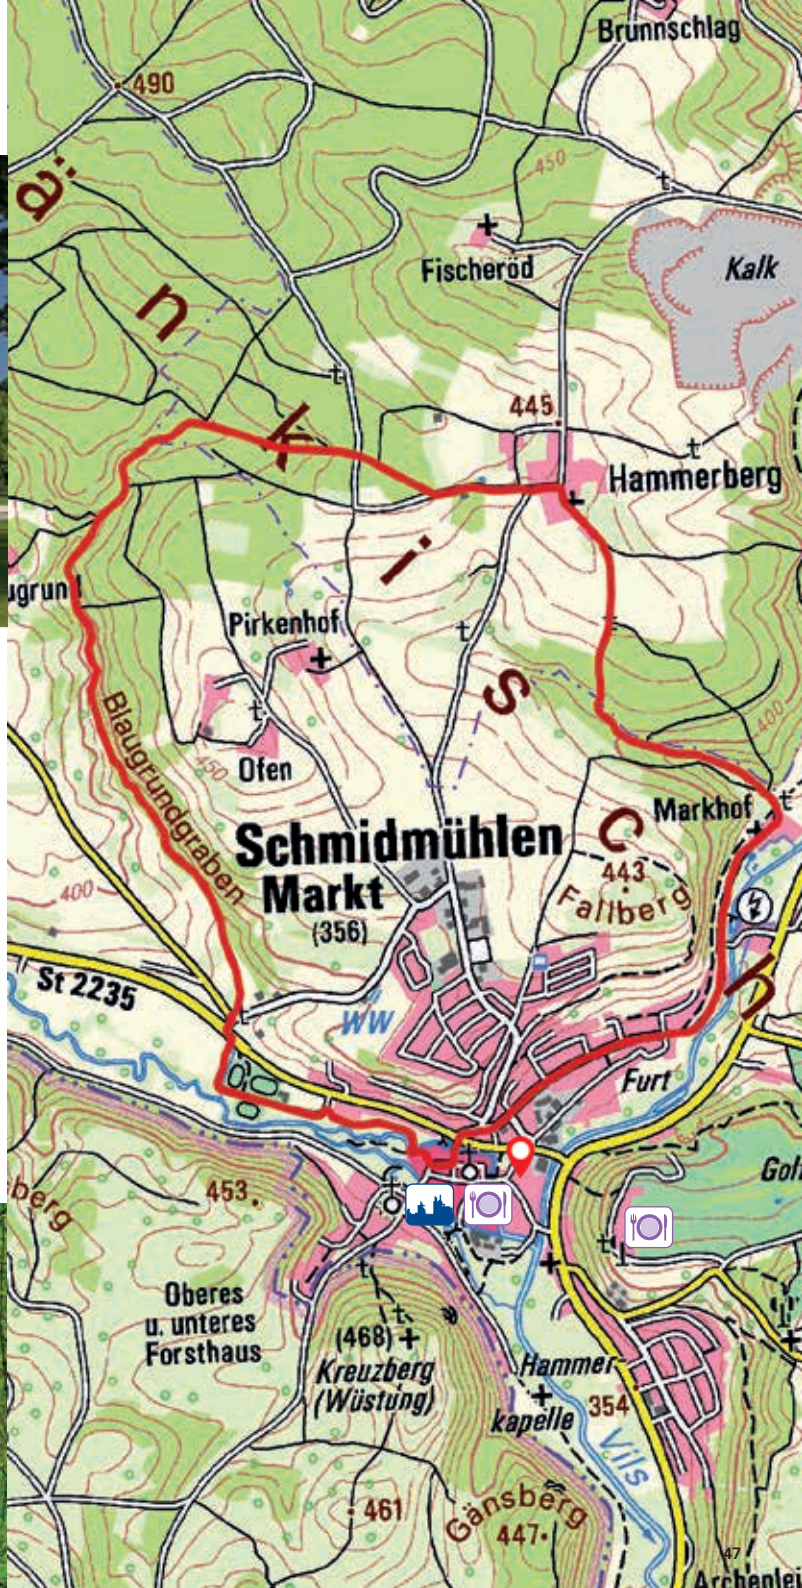 Brunnschlag
490
450
ä
Fischeröd
Kalk
n
445
k
Hammerberg
i
ugrund
Pirkenhof
s
400
Blaugrundgraben
Ofen
450
Markhof
c
Schmidmühlen
Markt
(356)
443
Fallberg
400
St 2235
h
WW
Furt
453
berg
Gol
Oberes
u. unteres
Forsthaus
(468)
Kreuzberg
(Wüstung)
Hammer-
kapelle
354
Vils
461
Gänsberg
447
47
Archenlei